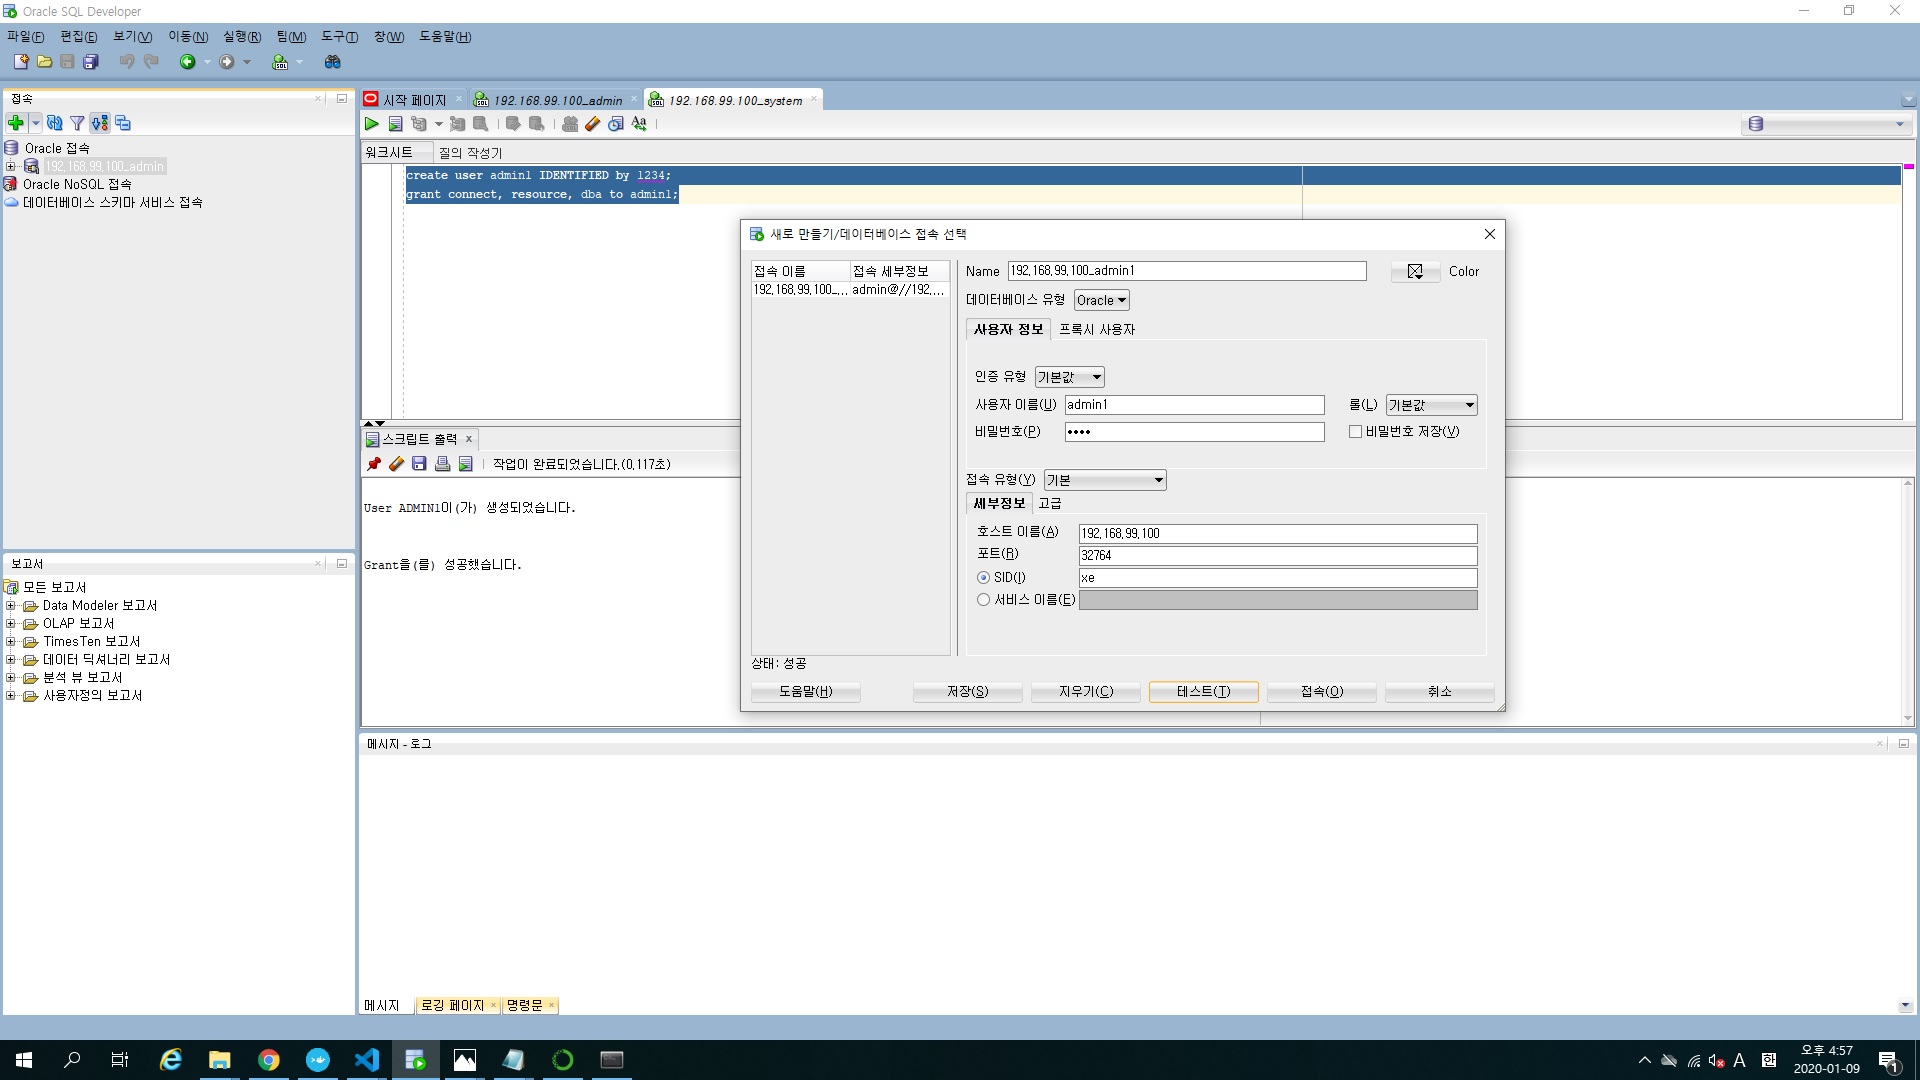 Oracle SQL Developer
파일(F) 편집(E) 보기(V) 이동(N) 실행(R) 팀(M) 도구(T) 창(W) 도움말(H)
접속
Oracle 접속
192.168.99.100_admin
Oracle NoSQL 접속
데이터베이스 스키마 서비스 접속
보고서
모든 보고서
Data Modeler 보고서
OLAP 보고서
TimesTen 보고서
데이터 딕셔너리 보고서
분석 뷰 보고서
사용자정의 보고서
시작 페이지 192.168.99.100_admin 192.168.99.100_system
워크시트 질의 작성기
create user admin1 IDENTIFIED by 1234;
grant connect, resource, dba to admin1;
스크립트 출력
작업이 완료되었습니다.(0.117초)
User ADMIN1이(가) 생성되었습니다.
Grant을(를) 성공했습니다.
새로 만들기/데이터베이스 접속 선택
접속 이름 접속 세부정보
192.168.99.100_... admin@//192....
Name 192.168.99.100_admin1 Color
데이터베이스 유형 Oracle
사용자 정보 프록시 사용자
인증 유형 기본값
사용자 이름(U) admin1 롤(L) 기본값
비밀번호(P) •••• 비밀번호 저장(V)
접속 유형(Y) 기본
세부정보 고급
호스트 이름(A) 192.168.99.100
포트(R) 32764
SID(I) xe
서비스 이름(E)
상태: 성공
도움말(H) 저장(S) 지우기(C) 테스트(T) 접속(O) 취소
메시지 - 로그
메시지 로깅 페이지 명령문
A 한 오후 4:57
2020-01-09
1